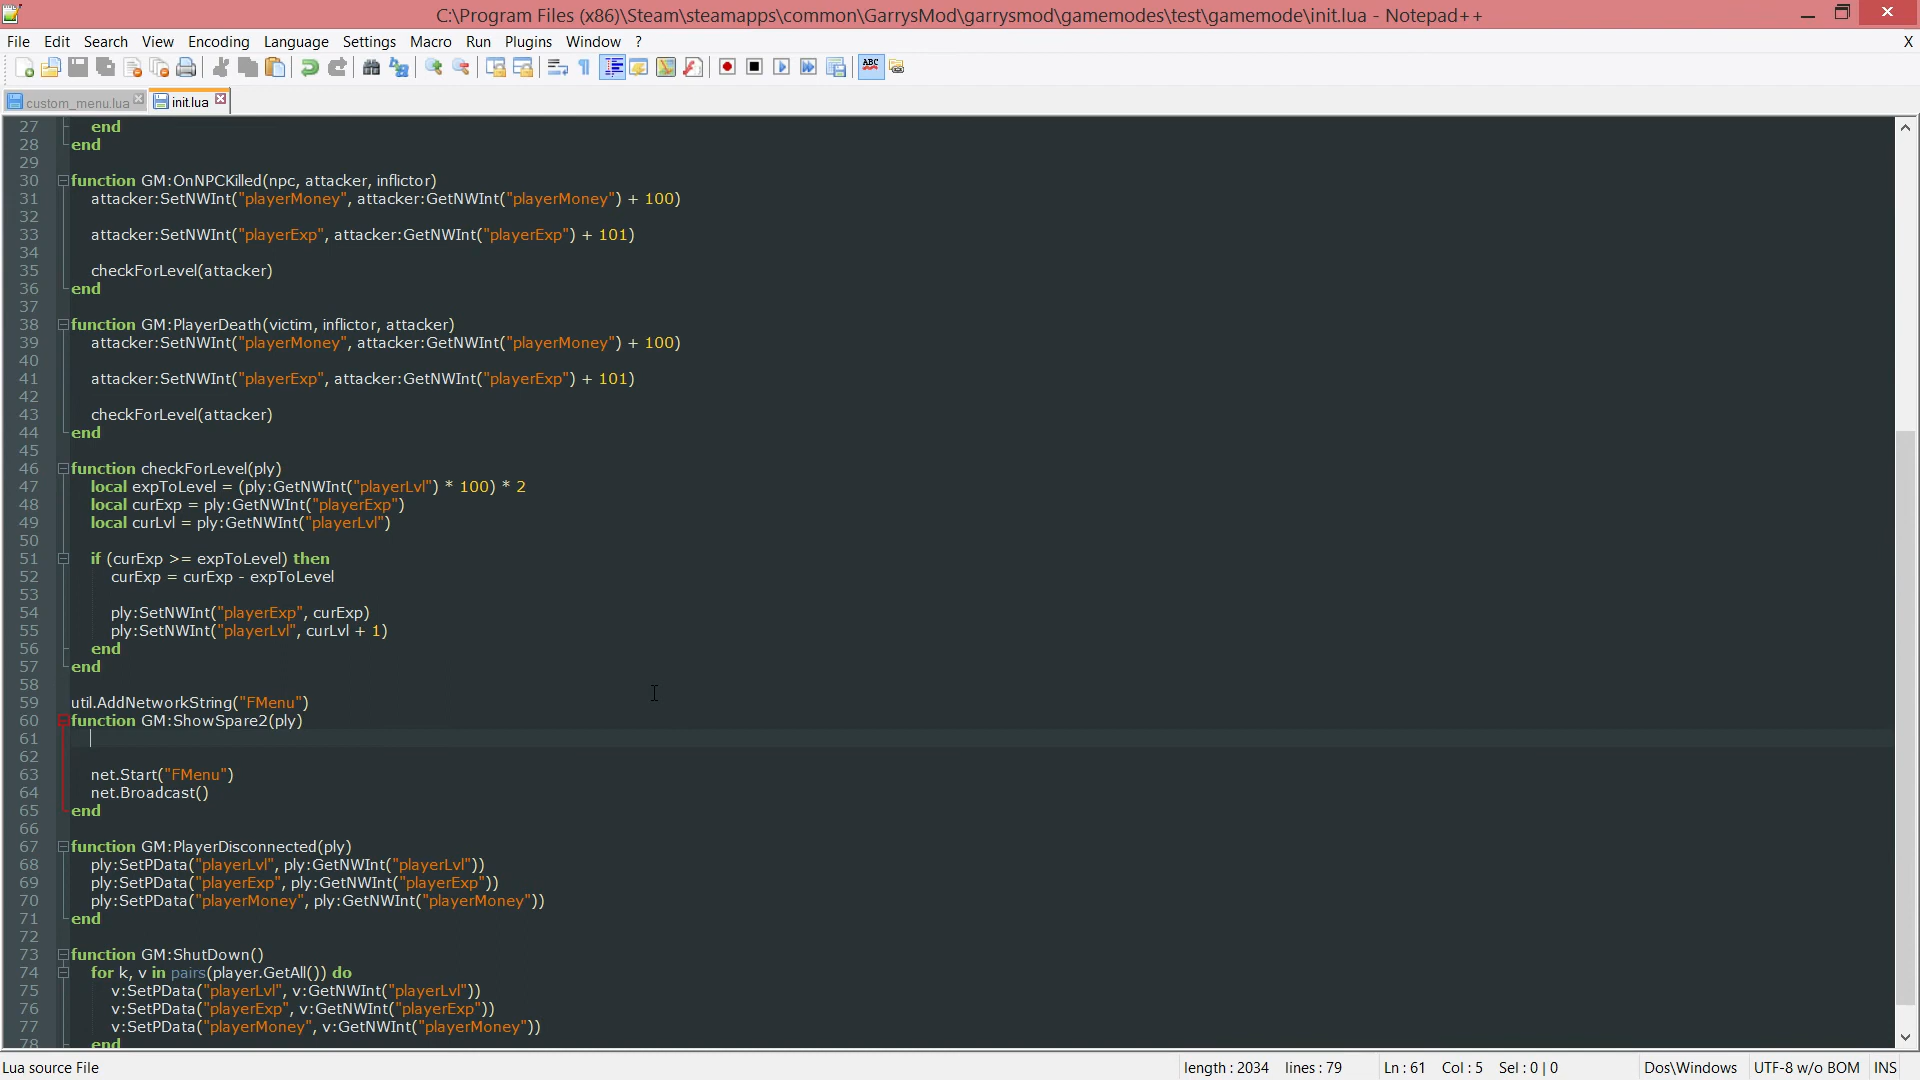 C:\Program Files (x86)\Steam\steamapps\common\GarrysMod\garrysmod\gamemodes\test\gamemode\init.lua - Notepad++
File Edit Search View Encoding Language Settings Macro Run Plugins Window ? X
ABC
custom_menu.lua init.lua
27 end
28 end
29
30 function GM:OnNPCKilled(npc, attacker, inflictor)
31 attacker:SetNWInt("playerMoney", attacker:GetNWInt("playerMoney") + 100)
32
33 attacker:SetNWInt("playerExp", attacker:GetNWInt("playerExp") + 101)
34
35 checkForLevel(attacker)
36 end
37
38 function GM:PlayerDeath(victim, inflictor, attacker)
39 attacker:SetNWInt("playerMoney", attacker:GetNWInt("playerMoney") + 100)
40
41 attacker:SetNWInt("playerExp", attacker:GetNWInt("playerExp") + 101)
42
43 checkForLevel(attacker)
44 end
45
46 function checkForLevel(ply)
47 local expToLevel = (ply:GetNWInt("playerLvl") * 100) * 2
48 local curExp = ply:GetNWInt("playerExp")
49 local curLvl = ply:GetNWInt("playerLvl")
50
51 if (curExp >= expToLevel) then
52 curExp = curExp - expToLevel
53
54 ply:SetNWInt("playerExp", curExp)
55 ply:SetNWInt("playerLvl", curLvl + 1)
56 end
57 end
58
59 util.AddNetworkString("FMenu")
60 function GM:ShowSpare2(ply)
61
62
63 net.Start("FMenu")
64 net.Broadcast()
65 end
66
67 function GM:PlayerDisconnected(ply)
68 ply:SetPData("playerLvl", ply:GetNWInt("playerLvl"))
69 ply:SetPData("playerExp", ply:GetNWInt("playerExp"))
70 ply:SetPData("playerMoney", ply:GetNWInt("playerMoney"))
71 end
72
73 function GM:ShutDown()
74 for k, v in pairs(player.GetAll()) do
75 v:SetPData("playerLvl", v:GetNWInt("playerLvl"))
76 v:SetPData("playerExp", v:GetNWInt("playerExp"))
77 v:SetPData("playerMoney", v:GetNWInt("playerMoney"))
78 end
Lua source File length : 2034 lines : 79 Ln : 61 Col : 5 Sel : 0 | 0 Dos\Windows UTF-8 w/o BOM INS